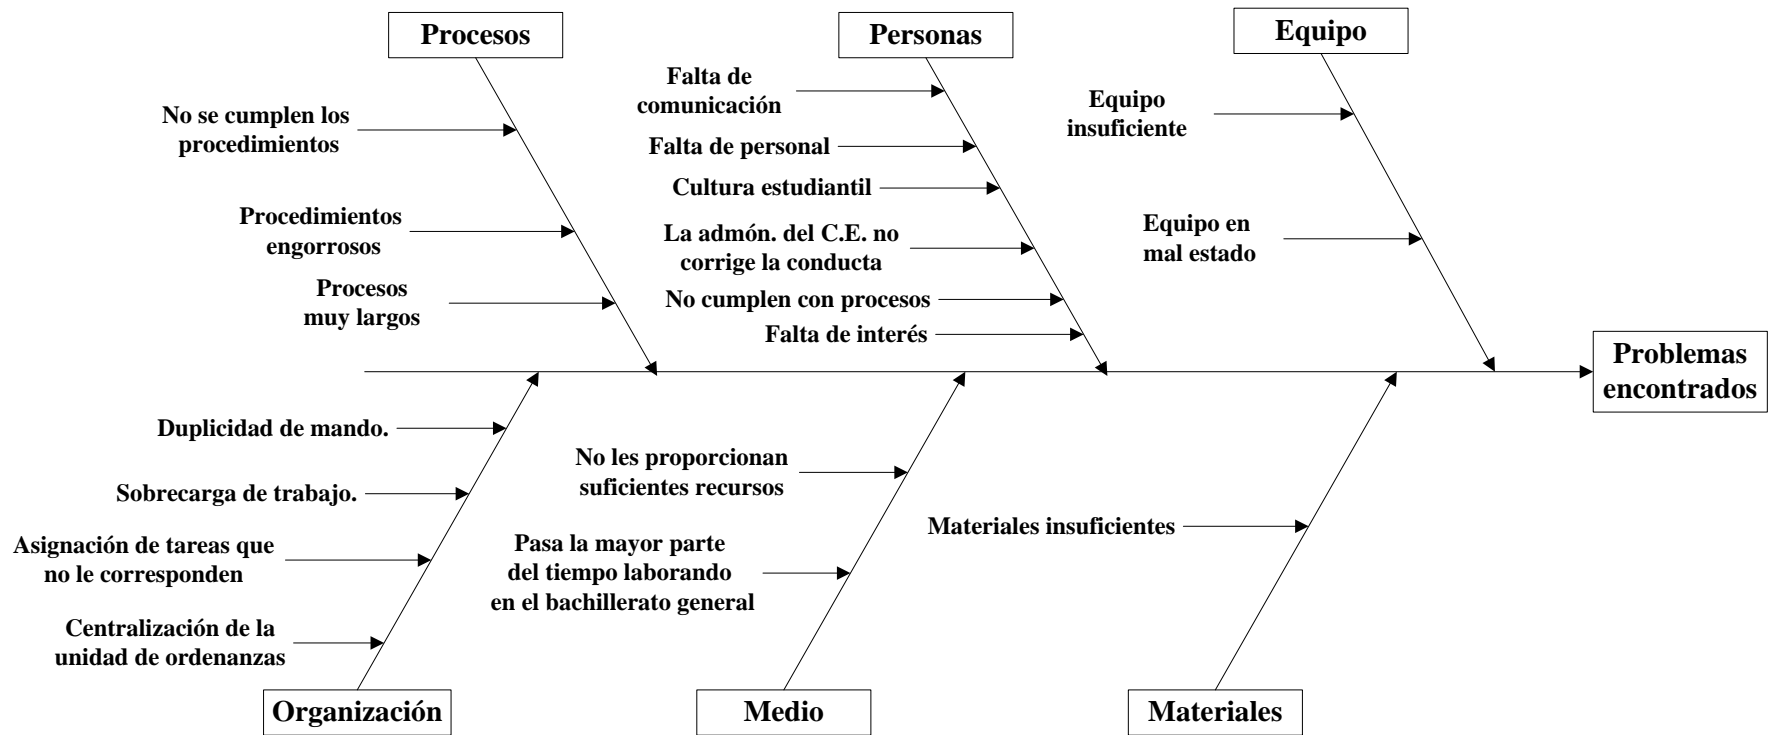 Procesos
Personas
Equipo
No se cumplen los
procedimientos
Procedimientos
engorrosos
Procesos
muy largos
Falta de
comunicación
Falta de personal
Cultura estudiantil
La admón. del C.E. no
corrige la conducta
No cumplen con procesos
Falta de interés
Equipo
insuficiente
Equipo en
mal estado
Problemas
encontrados
Duplicidad de mando.
Sobrecarga de trabajo.
Asignación de tareas que
no le corresponden
Centralización de la
unidad de ordenanzas
No les proporcionan
suficientes recursos
Pasa la mayor parte
del tiempo laborando
en el bachillerato general
Materiales insuficientes
Organización
Medio
Materiales